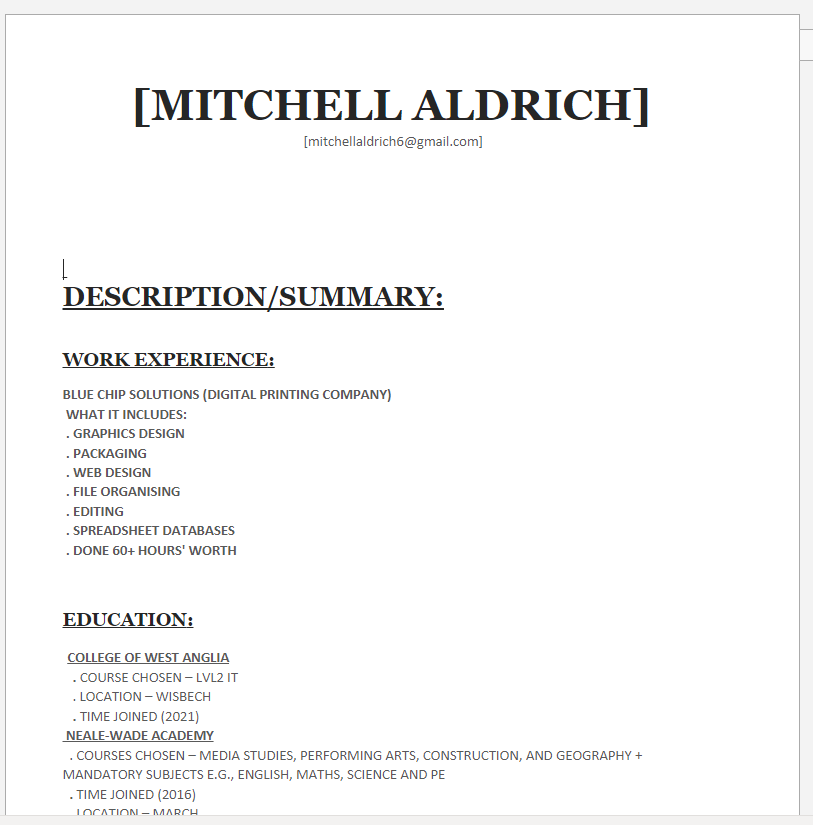 [MITCHELL ALDRICH]
[mitchellaldrich6@gmail.com]
DESCRIPTION/SUMMARY:
WORK EXPERIENCE:
BLUE CHIP SOLUTIONS (DIGITAL PRINTING COMPANY)
WHAT IT INCLUDES:
. GRAPHICS DESIGN
. PACKAGING
. WEB DESIGN
. FILE ORGANISING
. EDITING
. SPREADSHEET DATABASES
. DONE 60+ HOURS' WORTH
EDUCATION:
COLLEGE OF WEST ANGLIA
. COURSE CHOSEN – LVL2 IT
. LOCATION – WISBECH
. TIME JOINED (2021)
NEALE-WADE ACADEMY
. COURSES CHOSEN – MEDIA STUDIES, PERFORMING ARTS, CONSTRUCTION, AND GEOGRAPHY +
MANDATORY SUBJECTS E.G., ENGLISH, MATHS, SCIENCE AND PE
. TIME JOINED (2016)
LOCATION – MARCH